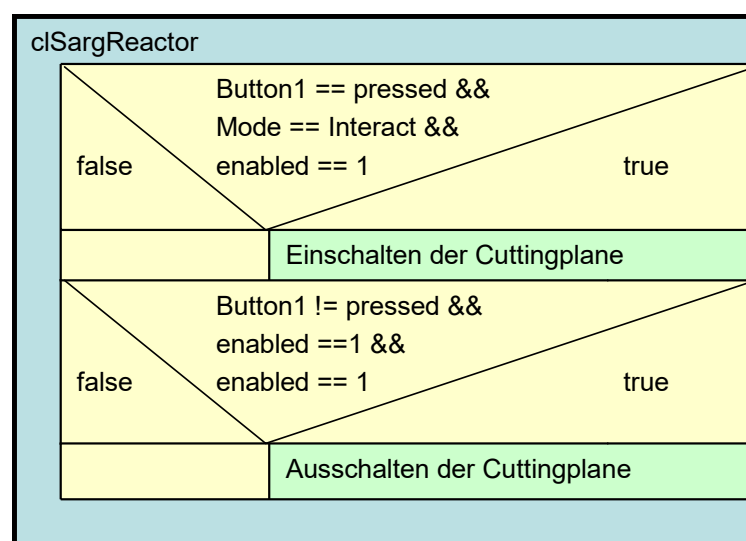 clSargReactor
Button1 == pressed &&
Mode == Interact &&
false enabled == 1 true
Einschalten der Cuttingplane
Button1 != pressed &&
enabled ==1 &&
false enabled == 1 true
Ausschalten der Cuttingplane